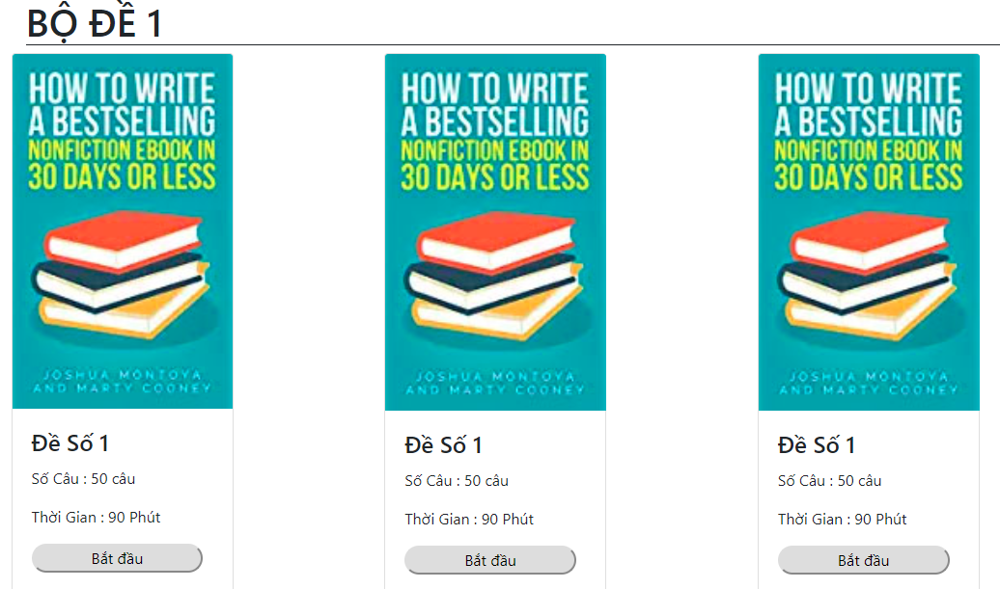 BỘ ĐỀ 1
HOW TO WRITE
A BESTSELLING
NONFICTION EBOOK IN
30 DAYS OR LESS
JOSHUA MONTOYA
AND MARTY COONEY
Đề Số 1
Số Câu : 50 câu
Thời Gian : 90 Phút
Bắt đầu
HOW TO WRITE
A BESTSELLING
NONFICTION EBOOK IN
30 DAYS OR LESS
JOSHUA MONTOYA
AND MARTY COONEY
Đề Số 1
Số Câu : 50 câu
Thời Gian : 90 Phút
Bắt đầu
HOW TO WRITE
A BESTSELLING
NONFICTION EBOOK IN
30 DAYS OR LESS
JOSHUA MONTOYA
AND MARTY COONEY
Đề Số 1
Số Câu : 50 câu
Thời Gian : 90 Phút
Bắt đầu